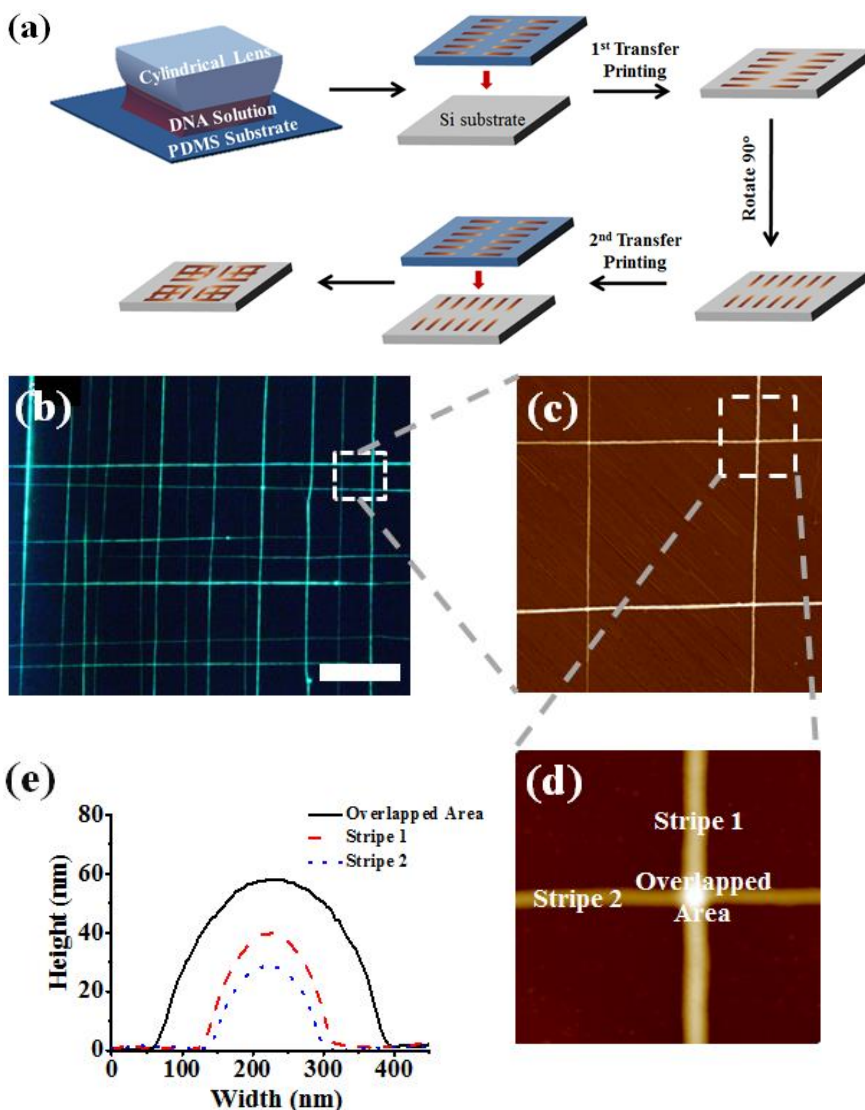 (a)
Cylindrical Lens
DNA Solution
PDMS Substrate
Si substrate
1st Transfer
Printing
Rotate 90°
2nd Transfer
Printing
(b)
(c)
(d)
Stripe 1
Stripe 2
Overlapped
Area
(e)
Height (nm)
80
60
40
20
0
Overlapped Area
Stripe 1
Stripe 2
0 100 200 300 400
Width (nm)